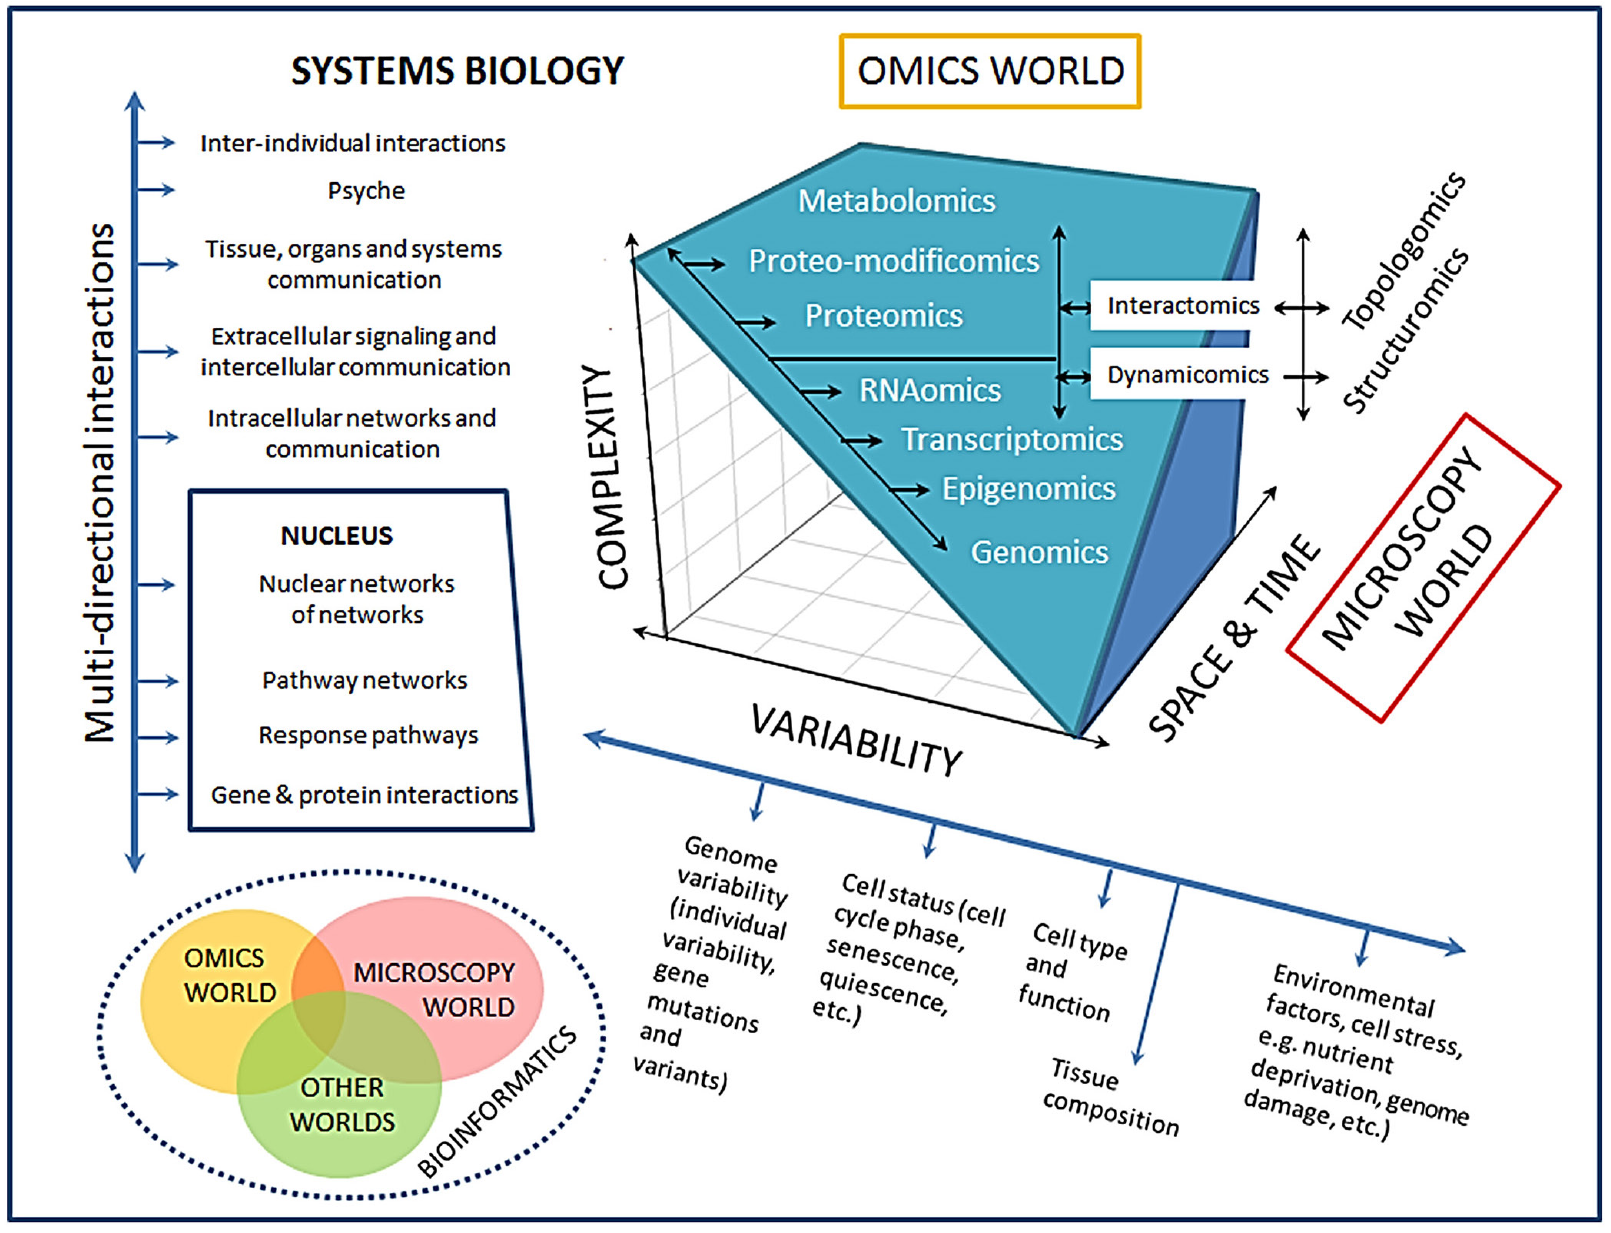 SYSTEMS BIOLOGY
OMICS WORLD
Multi-directional interactions
Inter-individual interactions
Psyche
Tissue, organs and systems
communication
Extracellular signaling and
intercellular communication
Intracellular networks and
communication
NUCLEUS
Nuclear networks
of networks
Pathway networks
Response pathways
Gene & protein interactions
COMPLEXITY
Metabolomics
Proteo-modificomics
Proteomics
RNAomics
Transcriptomics
Epigenomics
Genomics
Interactomics
Dynamicomics
Topologomics
Structuromics
MICROSCOPY
WORLD
SPACE & TIME
VARIABILITY
Genome
variability
(individual
variability,
gene
mutations
and
variants)
Cell status (cell
cycle phase,
senescence,
quiescence,
etc.)
Cell type
and
function
Tissue
composition
Environmental
factors, cell stress,
e.g. nutrient
deprivation, genome
damage, etc.)
OMICS
WORLD
MICROSCOPY
WORLD
OTHER
WORLDS
BIOINFORMATICS